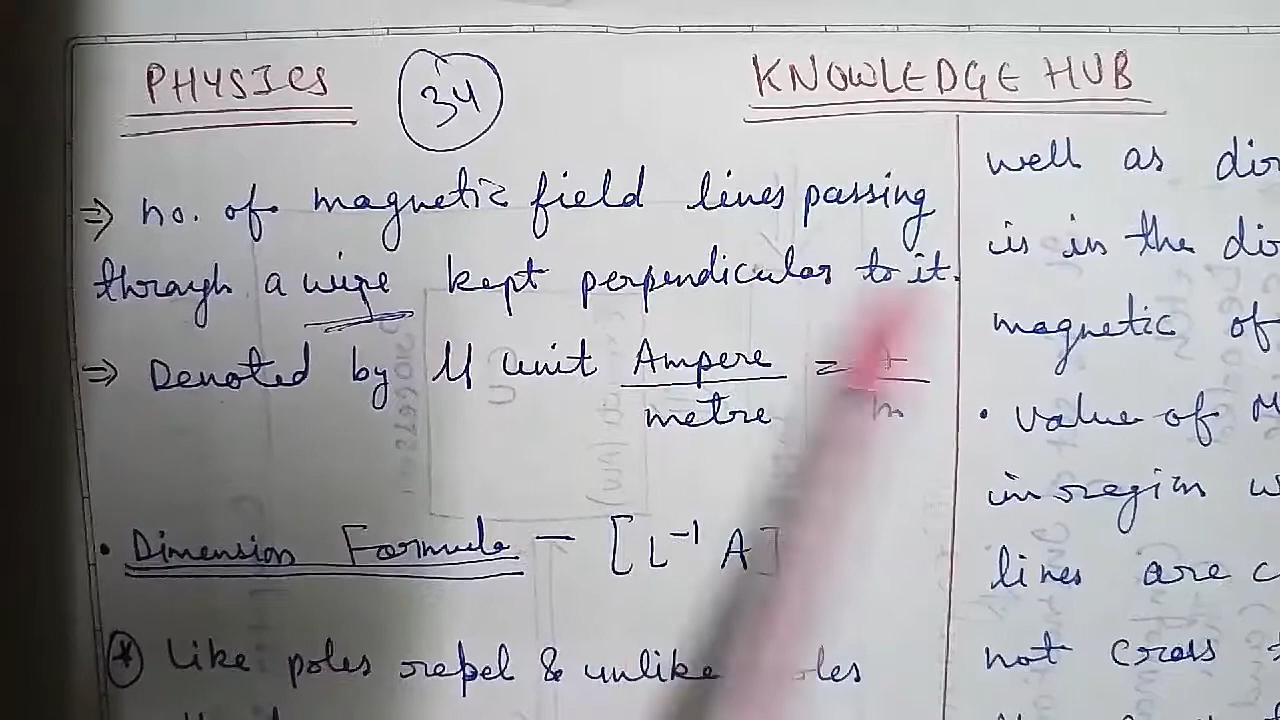 PHYSICS
34
KNOWLEDGE HUB
⇒ no. of magnetic field lines passing
through a wire kept perpendicular to it.
⇒ Denoted by unit Ampere/metre = /m
• Dimension Formula – [L⁻¹ A]
* Like poles repel & unlike
well as
is in the
magnetic of
• value of
in region
lines are
not cross